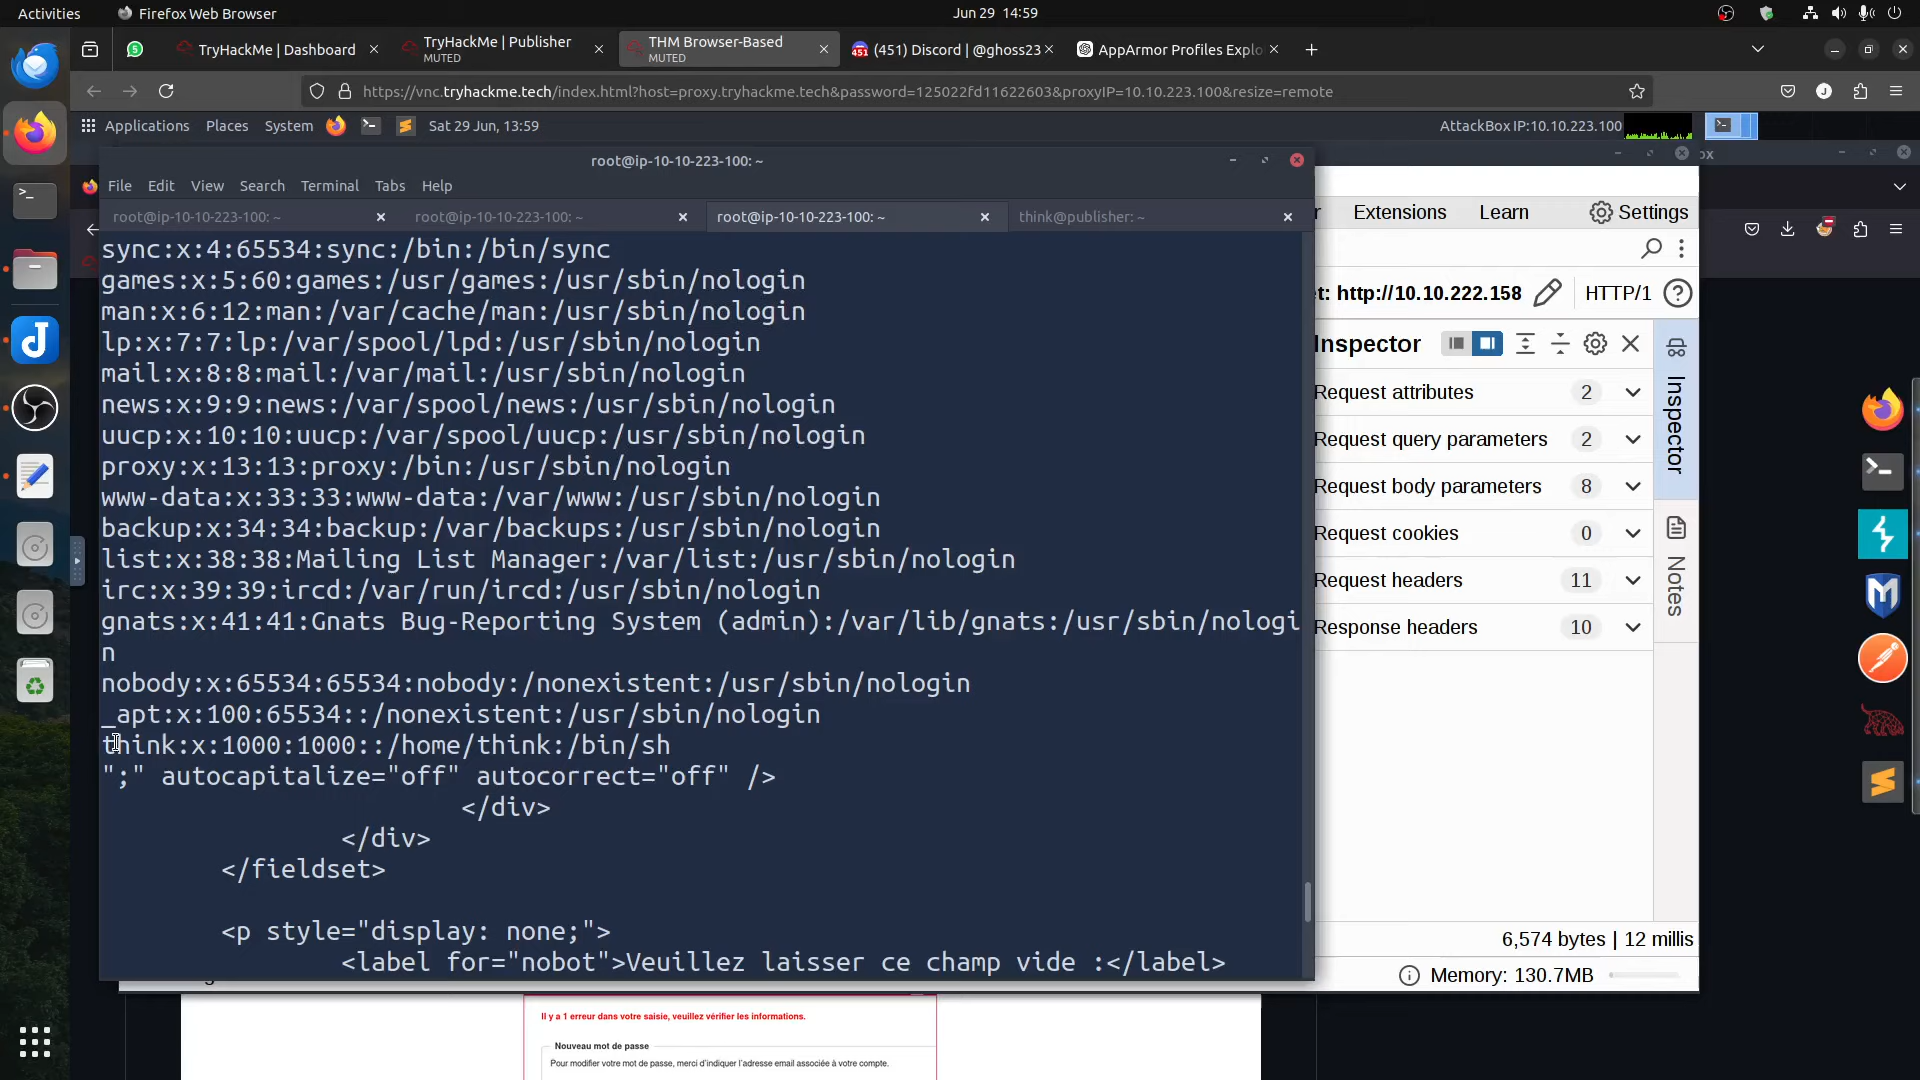 Activities
Firefox Web Browser
Jun 29 14:59
TryHackMe | Dashboard
TryHackMe | Publisher
MUTED
THM Browser-Based
MUTED
(451) Discord | @ghoss23
AppArmor Profiles Explo
https://vnc.tryhackme.tech/index.html?host=proxy.tryhackme.tech&password=125022fd11622603&proxyIP=10.10.223.100&resize=remote
Applications Places System
Sat 29 Jun, 13:59
AttackBox IP:10.10.223.100
root@ip-10-10-223-100: ~
ox
File Edit View Search Terminal Tabs Help
root@ip-10-10-223-100: ~
root@ip-10-10-223-100: ~
root@ip-10-10-223-100: ~
think@publisher: ~
sync:x:4:65534:sync:/bin:/bin/sync
games:x:5:60:games:/usr/games:/usr/sbin/nologin
man:x:6:12:man:/var/cache/man:/usr/sbin/nologin
lp:x:7:7:lp:/var/spool/lpd:/usr/sbin/nologin
mail:x:8:8:mail:/var/mail:/usr/sbin/nologin
news:x:9:9:news:/var/spool/news:/usr/sbin/nologin
uucp:x:10:10:uucp:/var/spool/uucp:/usr/sbin/nologin
proxy:x:13:13:proxy:/bin:/usr/sbin/nologin
www-data:x:33:33:www-data:/var/www:/usr/sbin/nologin
backup:x:34:34:backup:/var/backups:/usr/sbin/nologin
list:x:38:38:Mailing List Manager:/var/list:/usr/sbin/nologin
irc:x:39:39:ircd:/var/run/ircd:/usr/sbin/nologin
gnats:x:41:41:Gnats Bug-Reporting System (admin):/var/lib/gnats:/usr/sbin/nologi
n
nobody:x:65534:65534:nobody:/nonexistent:/usr/sbin/nologin
_apt:x:100:65534::/nonexistent:/usr/sbin/nologin
think:x:1000:1000::/home/think:/bin/sh
";" autocapitalize="off" autocorrect="off" />
</div>
</div>
</fieldset>
<p style="display: none;">
<label for="nobot">Veuillez laisser ce champ vide :</label>
r Extensions Learn Settings
et: http://10.10.222.158 HTTP/1
Inspector
Request attributes 2
Request query parameters 2
Request body parameters 8
Request cookies 0
Request headers 11
Response headers 10
Inspector
Notes
6,574 bytes | 12 millis
Memory: 130.7MB
Il y a 1 erreur dans votre saisie, veuillez vérifier les informations.
Nouveau mot de passe
Pour modifier votre mot de passe, merci d'indiquer l'adresse email associée à votre compte.